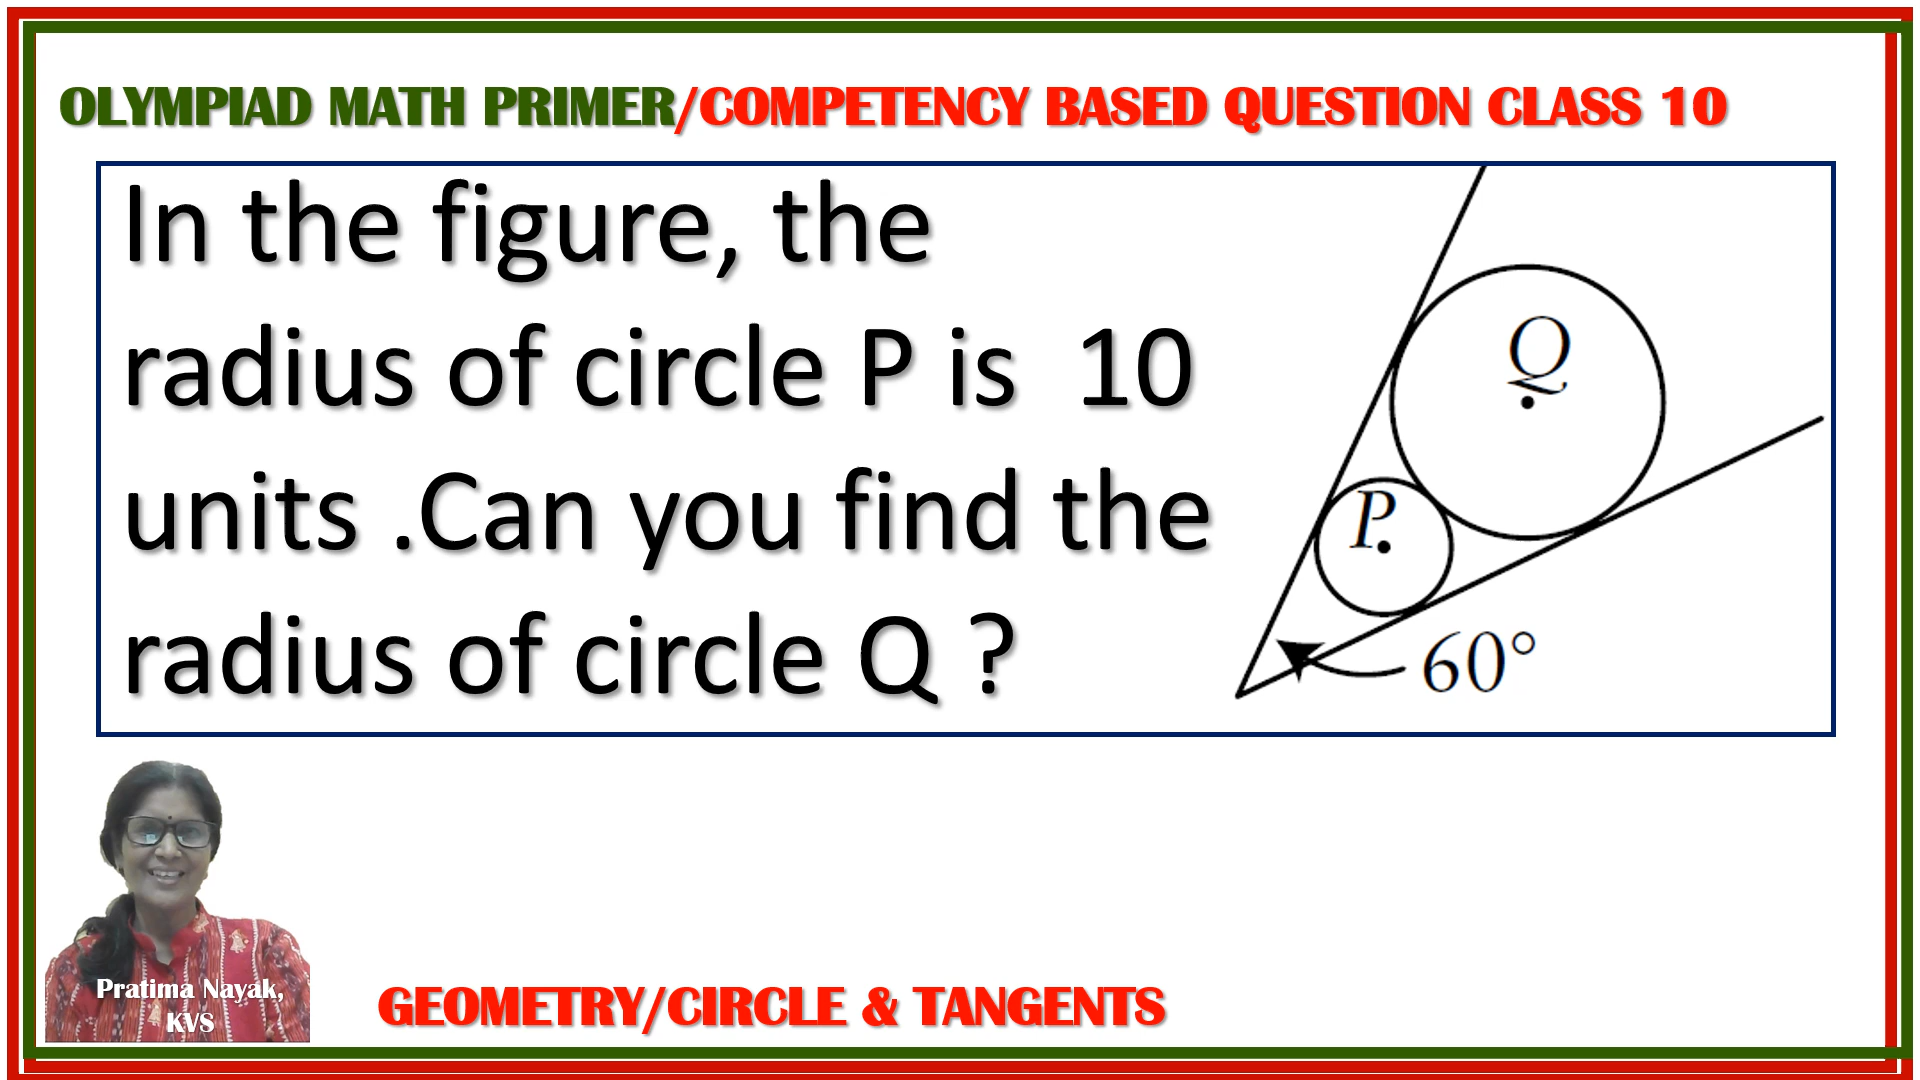 OLYMPIAD MATH PRIMER/COMPETENCY BASED QUESTION CLASS 10
In the figure, the
radius of circle P is  10
units .Can you find the
radius of circle Q ?
Q
P
60°
Pratima Nayak,
KVS
GEOMETRY/CIRCLE & TANGENTS